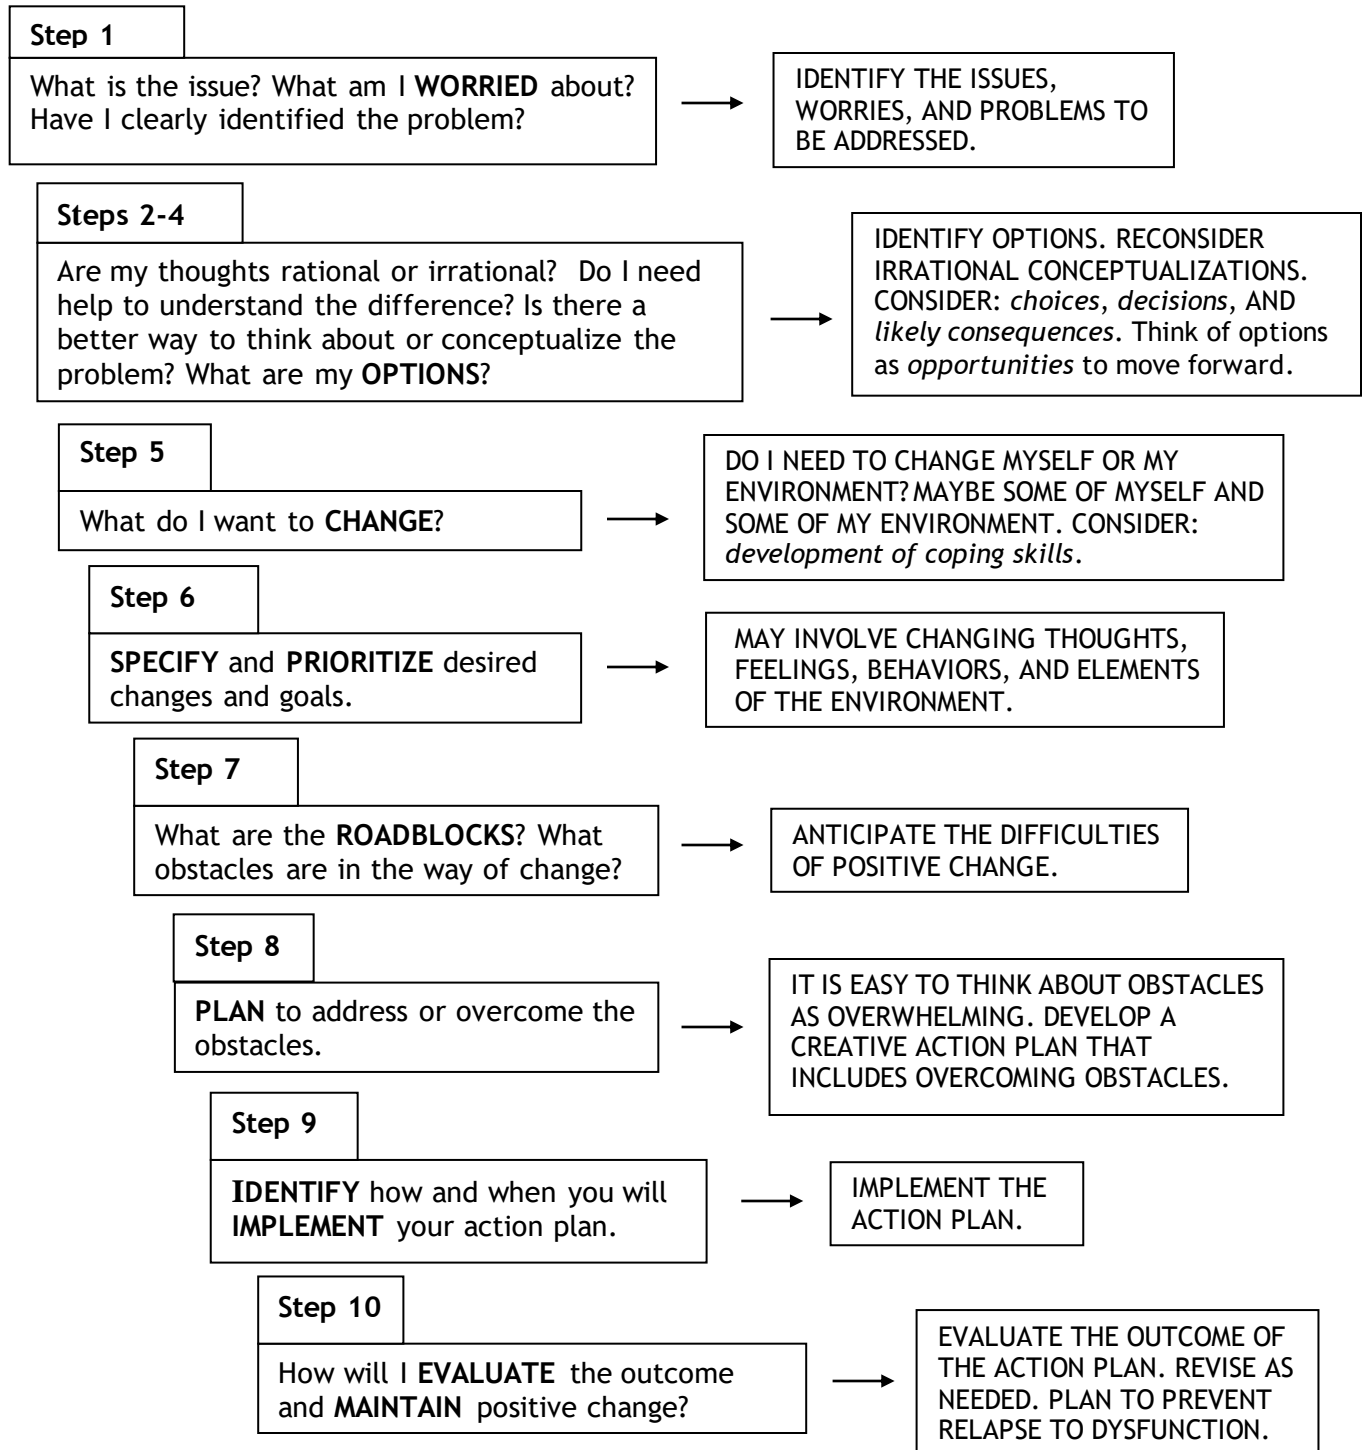 Step 1
What is the issue? What am I WORRIED about?
Have I clearly identified the problem?
IDENTIFY THE ISSUES,
WORRIES, AND PROBLEMS TO
BE ADDRESSED.
Steps 2-4
Are my thoughts rational or irrational? Do I need
help to understand the difference? Is there a
better way to think about or conceptualize the
problem? What are my OPTIONS?
IDENTIFY OPTIONS. RECONSIDER
IRRATIONAL CONCEPTUALIZATIONS.
CONSIDER: choices, decisions, AND
likely consequences. Think of options
as opportunities to move forward.
Step 5
What do I want to CHANGE?
DO I NEED TO CHANGE MYSELF OR MY
ENVIRONMENT? MAYBE SOME OF MYSELF AND
SOME OF MY ENVIRONMENT. CONSIDER:
development of coping skills.
Step 6
SPECIFY and PRIORITIZE desired
changes and goals.
MAY INVOLVE CHANGING THOUGHTS,
FEELINGS, BEHAVIORS, AND ELEMENTS
OF THE ENVIRONMENT.
Step 7
What are the ROADBLOCKS? What
obstacles are in the way of change?
ANTICIPATE THE DIFFICULTIES
OF POSITIVE CHANGE.
Step 8
PLAN to address or overcome the
obstacles.
IT IS EASY TO THINK ABOUT OBSTACLES
AS OVERWHELMING. DEVELOP A
CREATIVE ACTION PLAN THAT
INCLUDES OVERCOMING OBSTACLES.
Step 9
IDENTIFY how and when you will
IMPLEMENT your action plan.
IMPLEMENT THE
ACTION PLAN.
Step 10
How will I EVALUATE the outcome
and MAINTAIN positive change?
EVALUATE THE OUTCOME OF
THE ACTION PLAN. REVISE AS
NEEDED. PLAN TO PREVENT
RELAPSE TO DYSFUNCTION.